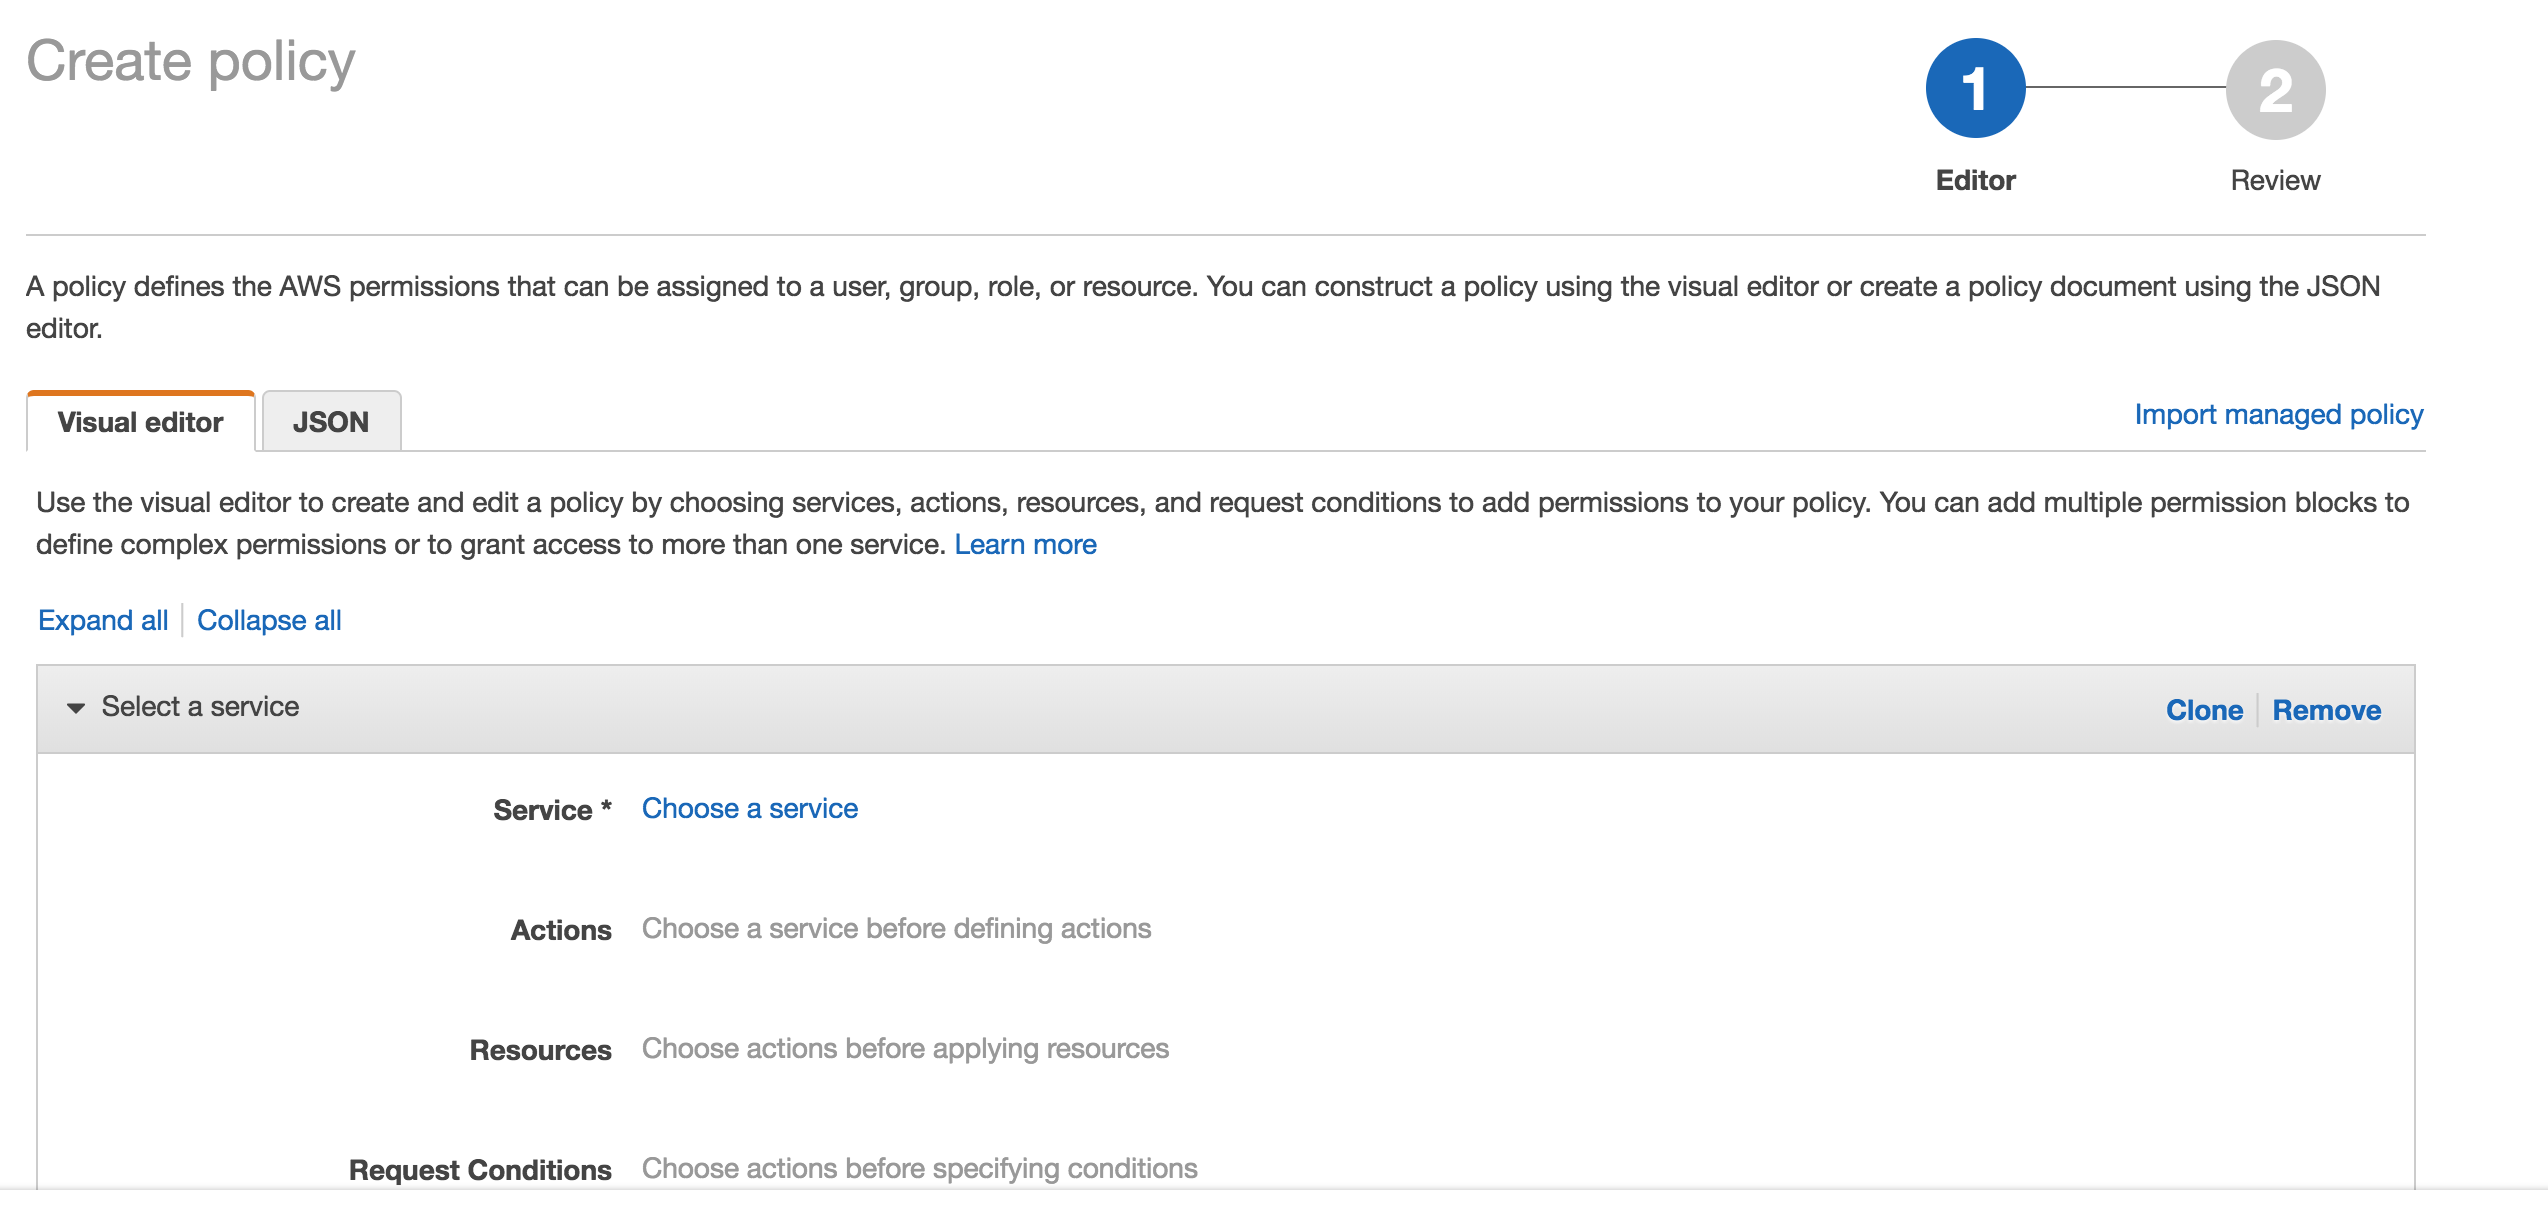 Create policy
1
2
Editor
Review
A policy defines the AWS permissions that can be assigned to a user, group, role, or resource. You can construct a policy using the visual editor or create a policy document using the JSON
editor.
Visual editor
JSON
Import managed policy
Use the visual editor to create and edit a policy by choosing services, actions, resources, and request conditions to add permissions to your policy. You can add multiple permission blocks to
define complex permissions or to grant access to more than one service. Learn more
Expand all
Collapse all
Select a service
Clone
Remove
Service * Choose a service
Actions Choose a service before defining actions
Resources Choose actions before applying resources
Request Conditions Choose actions before specifying conditions